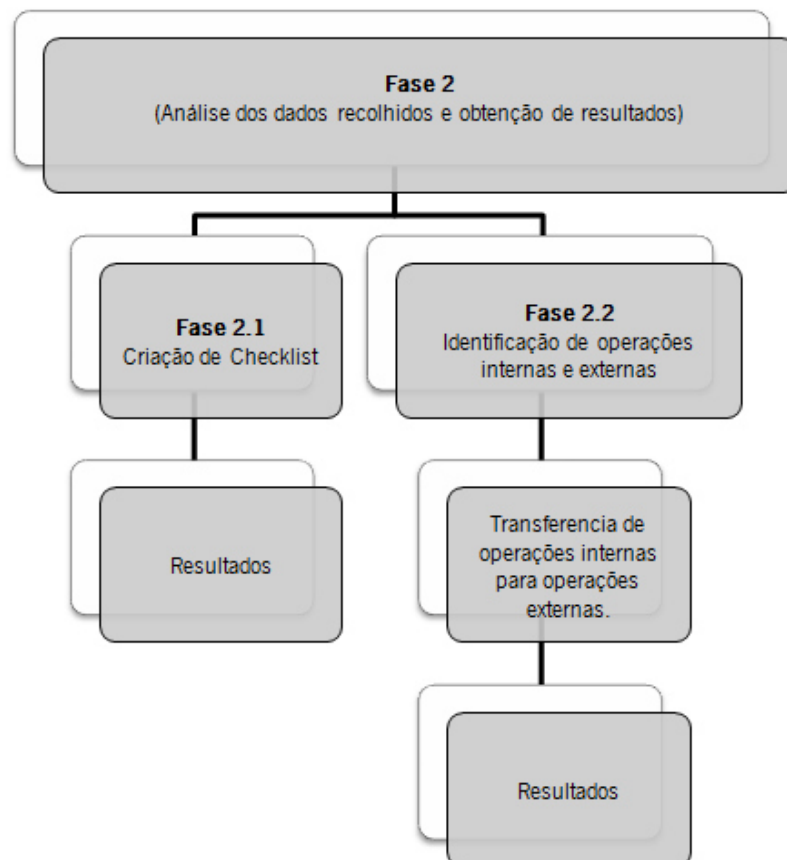 Fase 2
(Análise dos dados recolhidos e obtenção de resultados)
Fase 2.1
Criação de Checklist
Fase 2.2
Identificação de operações
internas e externas
Resultados
Transferencia de
operações internas
para operações
externas.
Resultados